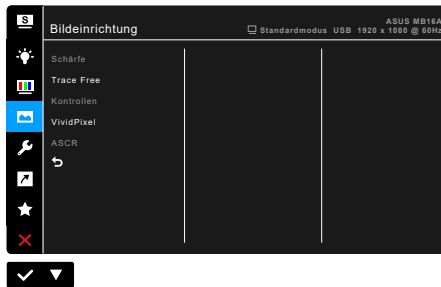 S
Bildeinrichtung
ASUS MB16A
Standardmodus USB 1920 x 1080 @ 60Hz
Schärfe
Trace Free
Kontrollen
VividPixel
ASCR